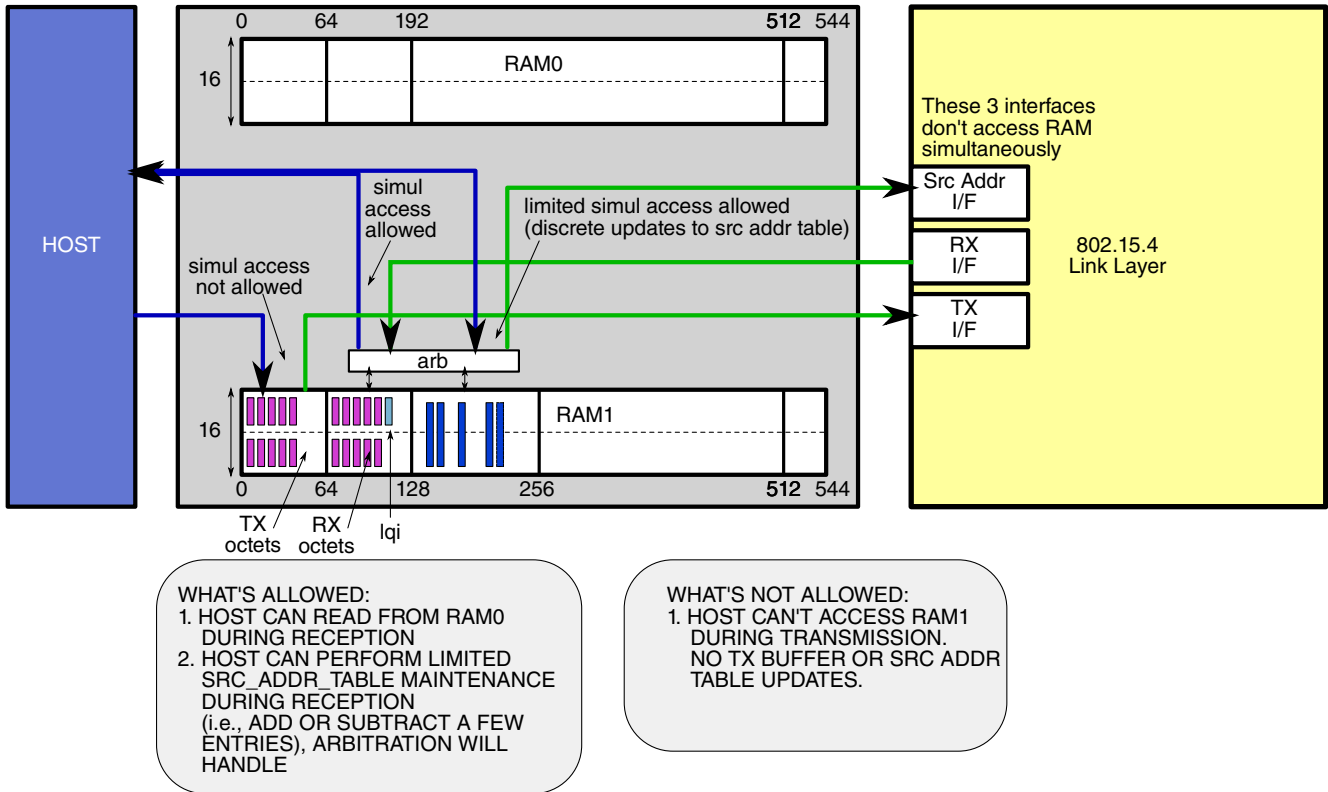 0 64 192 512 544
16
RAM0
These 3 interfaces
don't access RAM
simultaneously
Src Addr
I/F
simul
access
allowed
limited simul access allowed
(discrete updates to src addr table)
HOST
RX
I/F
802.15.4
Link Layer
simul access
not allowed
TX
I/F
arb
16
RAM1
0 64 128 256 512 544
TX
octets
RX
octets
lqi
WHAT'S ALLOWED:
1. HOST CAN READ FROM RAM0
DURING RECEPTION
2. HOST CAN PERFORM LIMITED
SRC_ADDR_TABLE MAINTENANCE
DURING RECEPTION
(i.e., ADD OR SUBTRACT A FEW
ENTRIES), ARBITRATION WILL
HANDLE
WHAT'S NOT ALLOWED:
1. HOST CAN'T ACCESS RAM1
DURING TRANSMISSION.
NO TX BUFFER OR SRC ADDR
TABLE UPDATES.